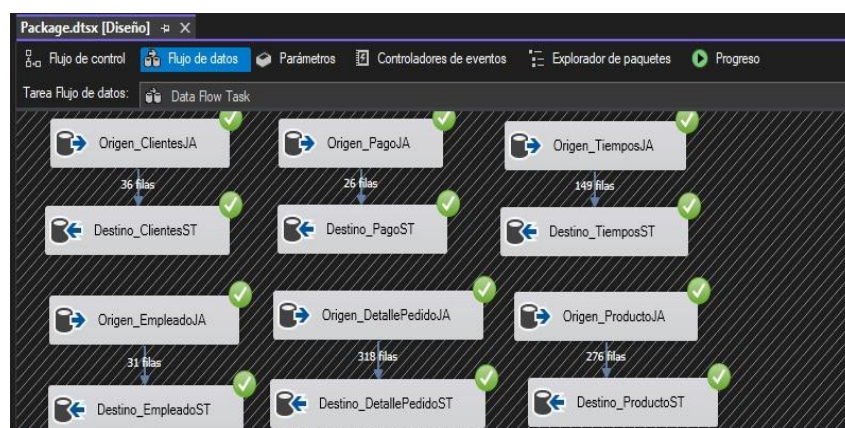 Package.dtsx [Diseño]
Flujo de control Flujo de datos Parámetros Controladores de eventos Explorador de paquetes Progreso
Tarea Flujo de datos: Data Flow Task
Origen_ClientesJA Origen_PagoJA Origen_TiemposJA
36 filas 26 filas 149 filas
Destino_ClientesST Destino_PagoST Destino_TiemposST
Origen_EmpleadoJA Origen_DetallePedidoJA Origen_ProductoJA
31 filas 318 filas 276 filas
Destino_EmpleadoST Destino_DetallePedidoST Destino_ProductoST